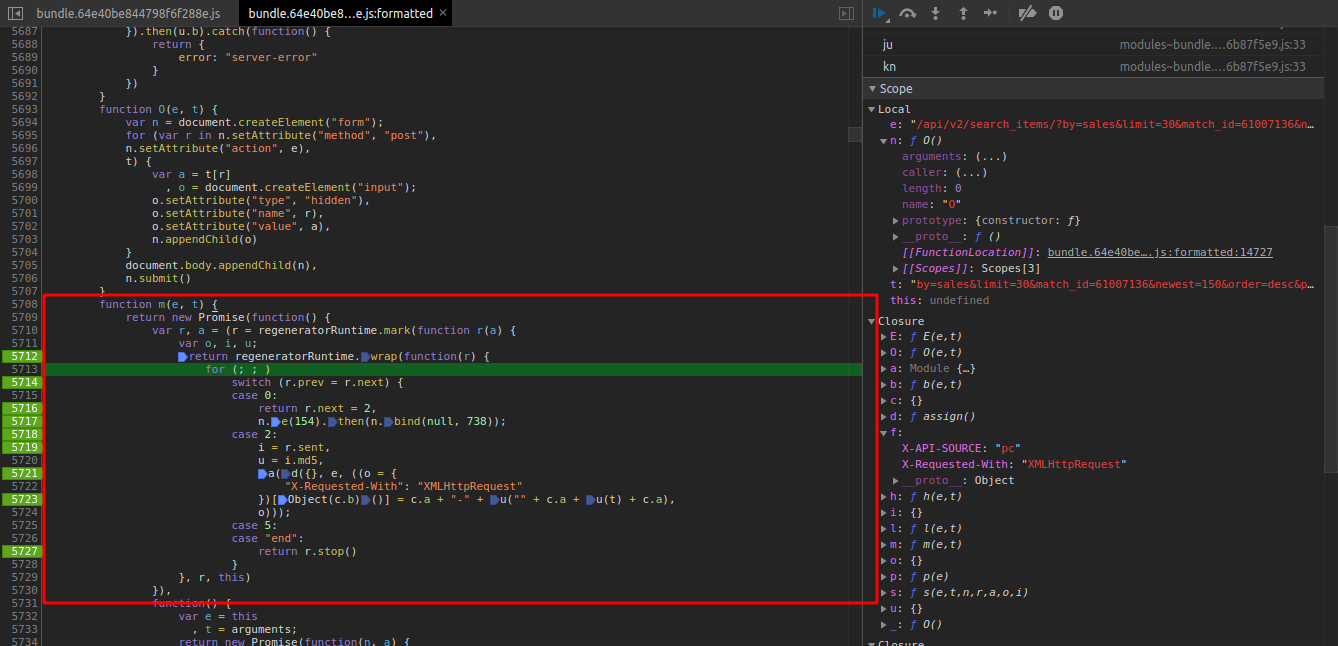 bundle.64e40be844798f6f288e.js
bundle.64e40be8…e.js:formatted ×
5687 }).then(u.b).catch(function() {
5688 return {
5689 error: "server-error"
5690 }
5691 })
5692 }
5693 function O(e, t) {
5694 var n = document.createElement("form");
5695 for (var r in n.setAttribute("method", "post"),
5696 n.setAttribute("action", e),
5697 t) {
5698 var a = t[r]
5699 , o = document.createElement("input");
5700 o.setAttribute("type", "hidden"),
5701 o.setAttribute("name", r),
5702 o.setAttribute("value", a),
5703 n.appendChild(o)
5704 }
5705 document.body.appendChild(n),
5706 n.submit()
5707 }
5708 function m(e, t) {
5709 return new Promise(function() {
5710 var r, a = (r = regeneratorRuntime.mark(function r(a) {
5711 var o, i, u;
5712 return regeneratorRuntime.wrap(function(r) {
5713 for (; ; )
5714 switch (r.prev = r.next) {
5715 case 0:
5716 return r.next = 2,
5717 n.e(154).then(n.bind(null, 738));
5718 case 2:
5719 i = r.sent,
5720 u = i.md5,
5721 a(d({}, e, ((o = {
5722 "X-Requested-With": "XMLHttpRequest"
5723 })[Object(c.b)()] = c.a + "-" + u("" + c.a + u(t) + c.a),
5724 o)));
5725 case 5:
5726 case "end":
5727 return r.stop()
5728 }
5729 }, r, this)
5730 }),
5731 function() {
5732 var e = this
5733 , t = arguments;
5734 return new Promise(function(n, a) {
ju modules~bundle.…6b87f5e9.js:33
kn modules~bundle.…6b87f5e9.js:33
Scope
Local
e: "/api/v2/search_items/?by=sales&limit=30&match_id=61007136&n…
n: ƒ O()
arguments: (...)
caller: (...)
length: 0
name: "O"
prototype: {constructor: ƒ}
__proto__: ƒ ()
[[FunctionLocation]]: bundle.64e40be….js:formatted:14727
[[Scopes]]: Scopes[3]
t: "by=sales&limit=30&match_id=61007136&newest=150&order=desc&p…
this: undefined
Closure
E: ƒ E(e,t)
O: ƒ O(e,t)
a: Module {…}
b: ƒ b(e,t)
c: {}
d: ƒ assign()
f:
X-API-SOURCE: "pc"
X-Requested-With: "XMLHttpRequest"
__proto__: Object
h: ƒ h(e,t)
i: {}
l: ƒ l(e,t)
m: ƒ m(e,t)
o: {}
p: ƒ p(e)
s: ƒ s(e,t,n,r,a,o,i)
u: {}
_: ƒ O()
Closure